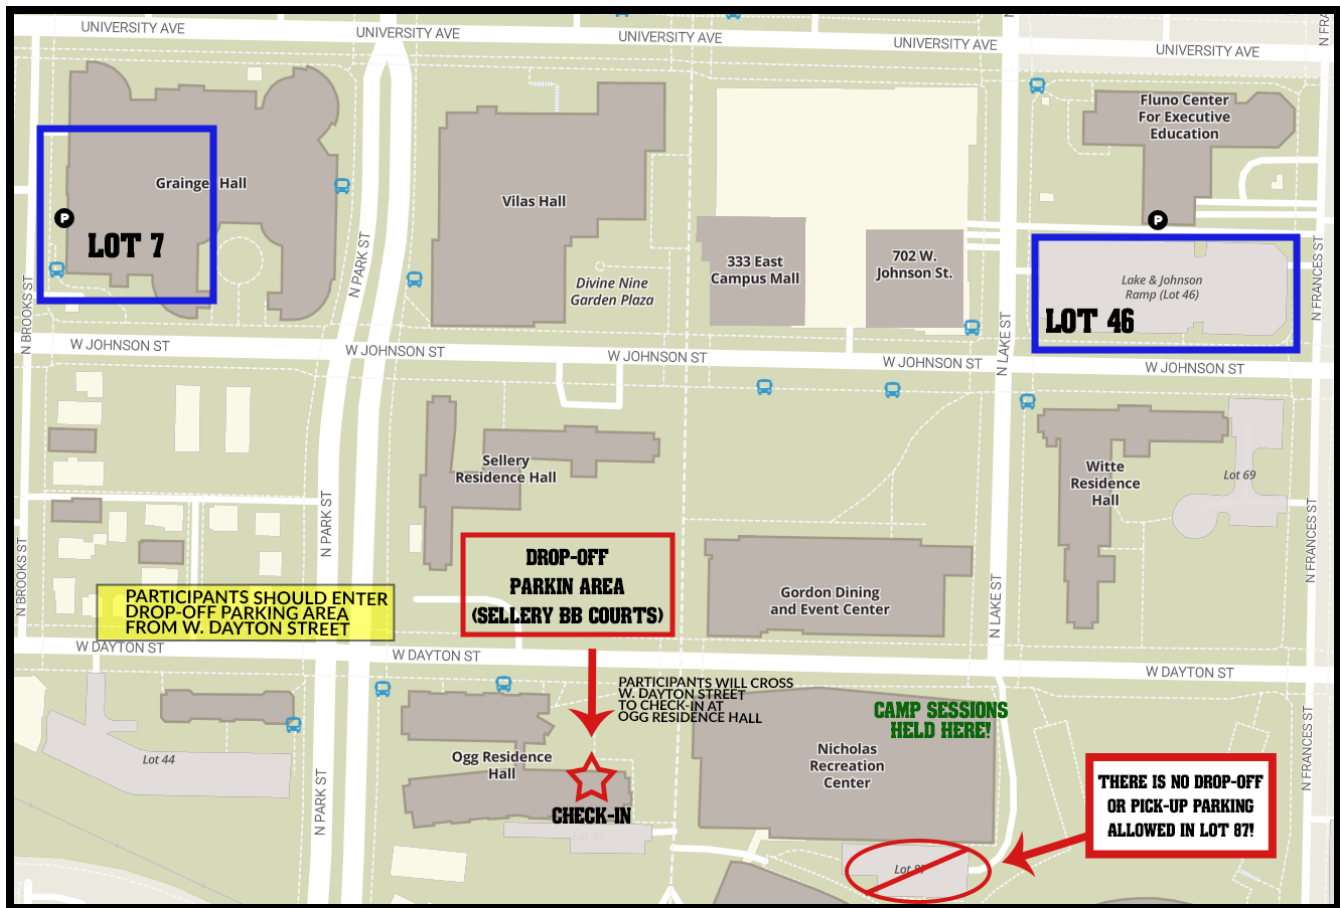 UNIVERSITY AVE
UNIVERSITY AVE
UNIVERSITY AVE
UNIVERSITY AVE
UNIVERSITY AVE
N FRA
Fluno Center
For Executive
Education
Grainger Hall
P
LOT 7
Vilas Hall
N PARK ST
333 East
Campus Mall
702 W.
Johnson St.
Divine Nine
Garden Plaza
P
Lake & Johnson
Ramp (Lot 46)
LOT 46
N FRANCES ST
N BROOKS ST
N LAKE ST
W JOHNSON ST
W JOHNSON ST
W JOHNSON ST
W JOHNSON ST
W JOHNSON ST
Sellery
Residence Hall
Witte
Residence
Hall
Lot 69
N PARK ST
N FRANCES ST
N BROOKS ST
DROP-OFF
PARKIN AREA
(SELLERY BB COURTS)
Gordon Dining
and Event Center
N LAKE ST
PARTICIPANTS SHOULD ENTER
DROP-OFF PARKING AREA
FROM W. DAYTON STREET
W DAYTON ST
W DAYTON ST
W DAYTON ST
PARTICIPANTS WILL CROSS
W. DAYTON STREET
TO CHECK-IN AT
OGG RESIDENCE HALL
CAMP SESSIONS
HELD HERE!
Lot 44
Ogg Residence
Hall
Nicholas
Recreation
Center
N PARK ST
N FRANCES ST
CHECK-IN
THERE IS NO DROP-OFF
OR PICK-UP PARKING
ALLOWED IN LOT 87!
Lot 87